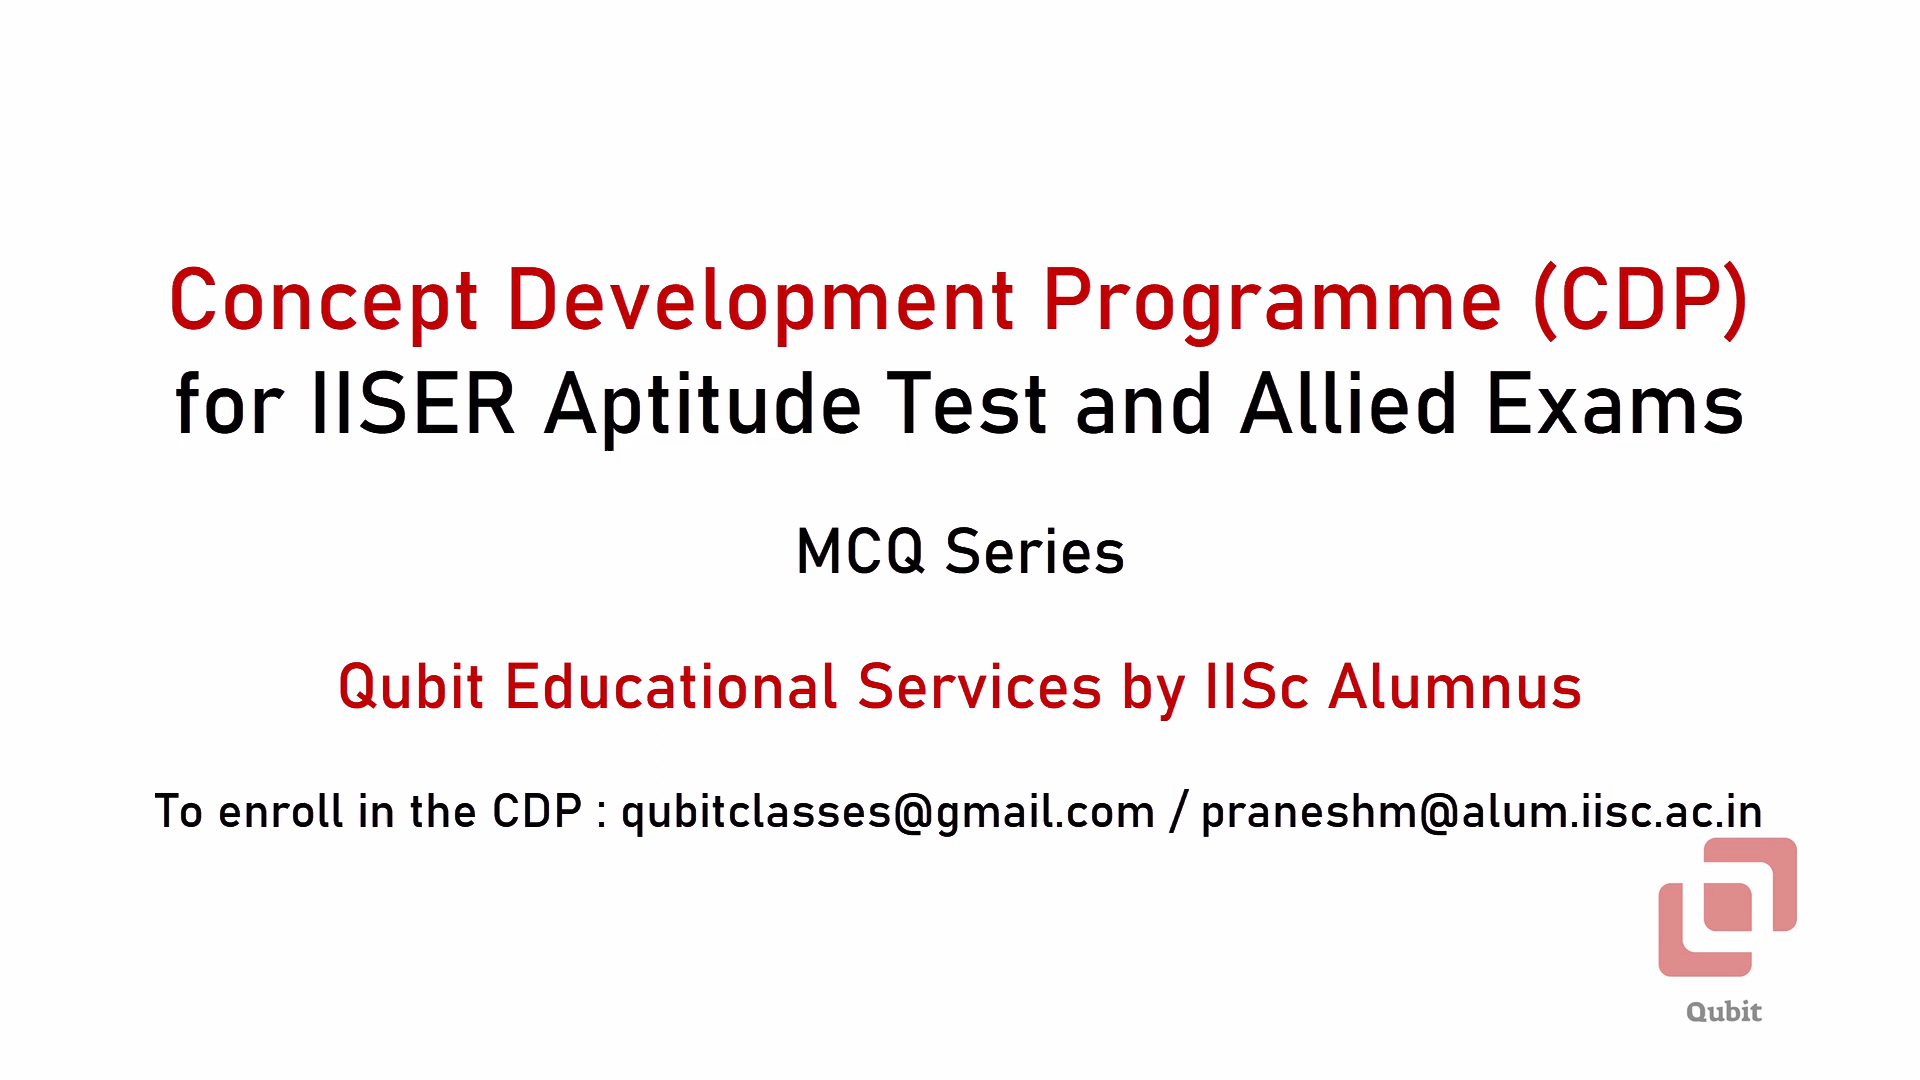 Concept Development Programme (CDP)
for IISER Aptitude Test and Allied Exams
MCQ Series
Qubit Educational Services by IISc Alumnus
To enroll in the CDP : qubitclasses@gmail.com / praneshm@alum.iisc.ac.in
Qubit